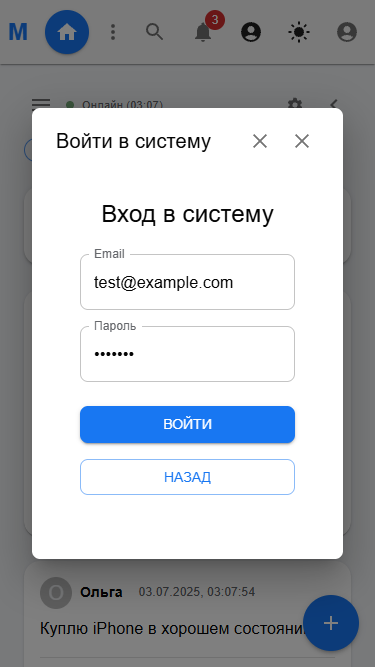 M
3
Онлайн (03:07)
Войти в систему
Вход в систему
Email
test@example.com
Пароль
•••••••
ВОЙТИ
НАЗАД
О
Ольга
03.07.2025, 03:07:54
Куплю iPhone в хорошем состоянии